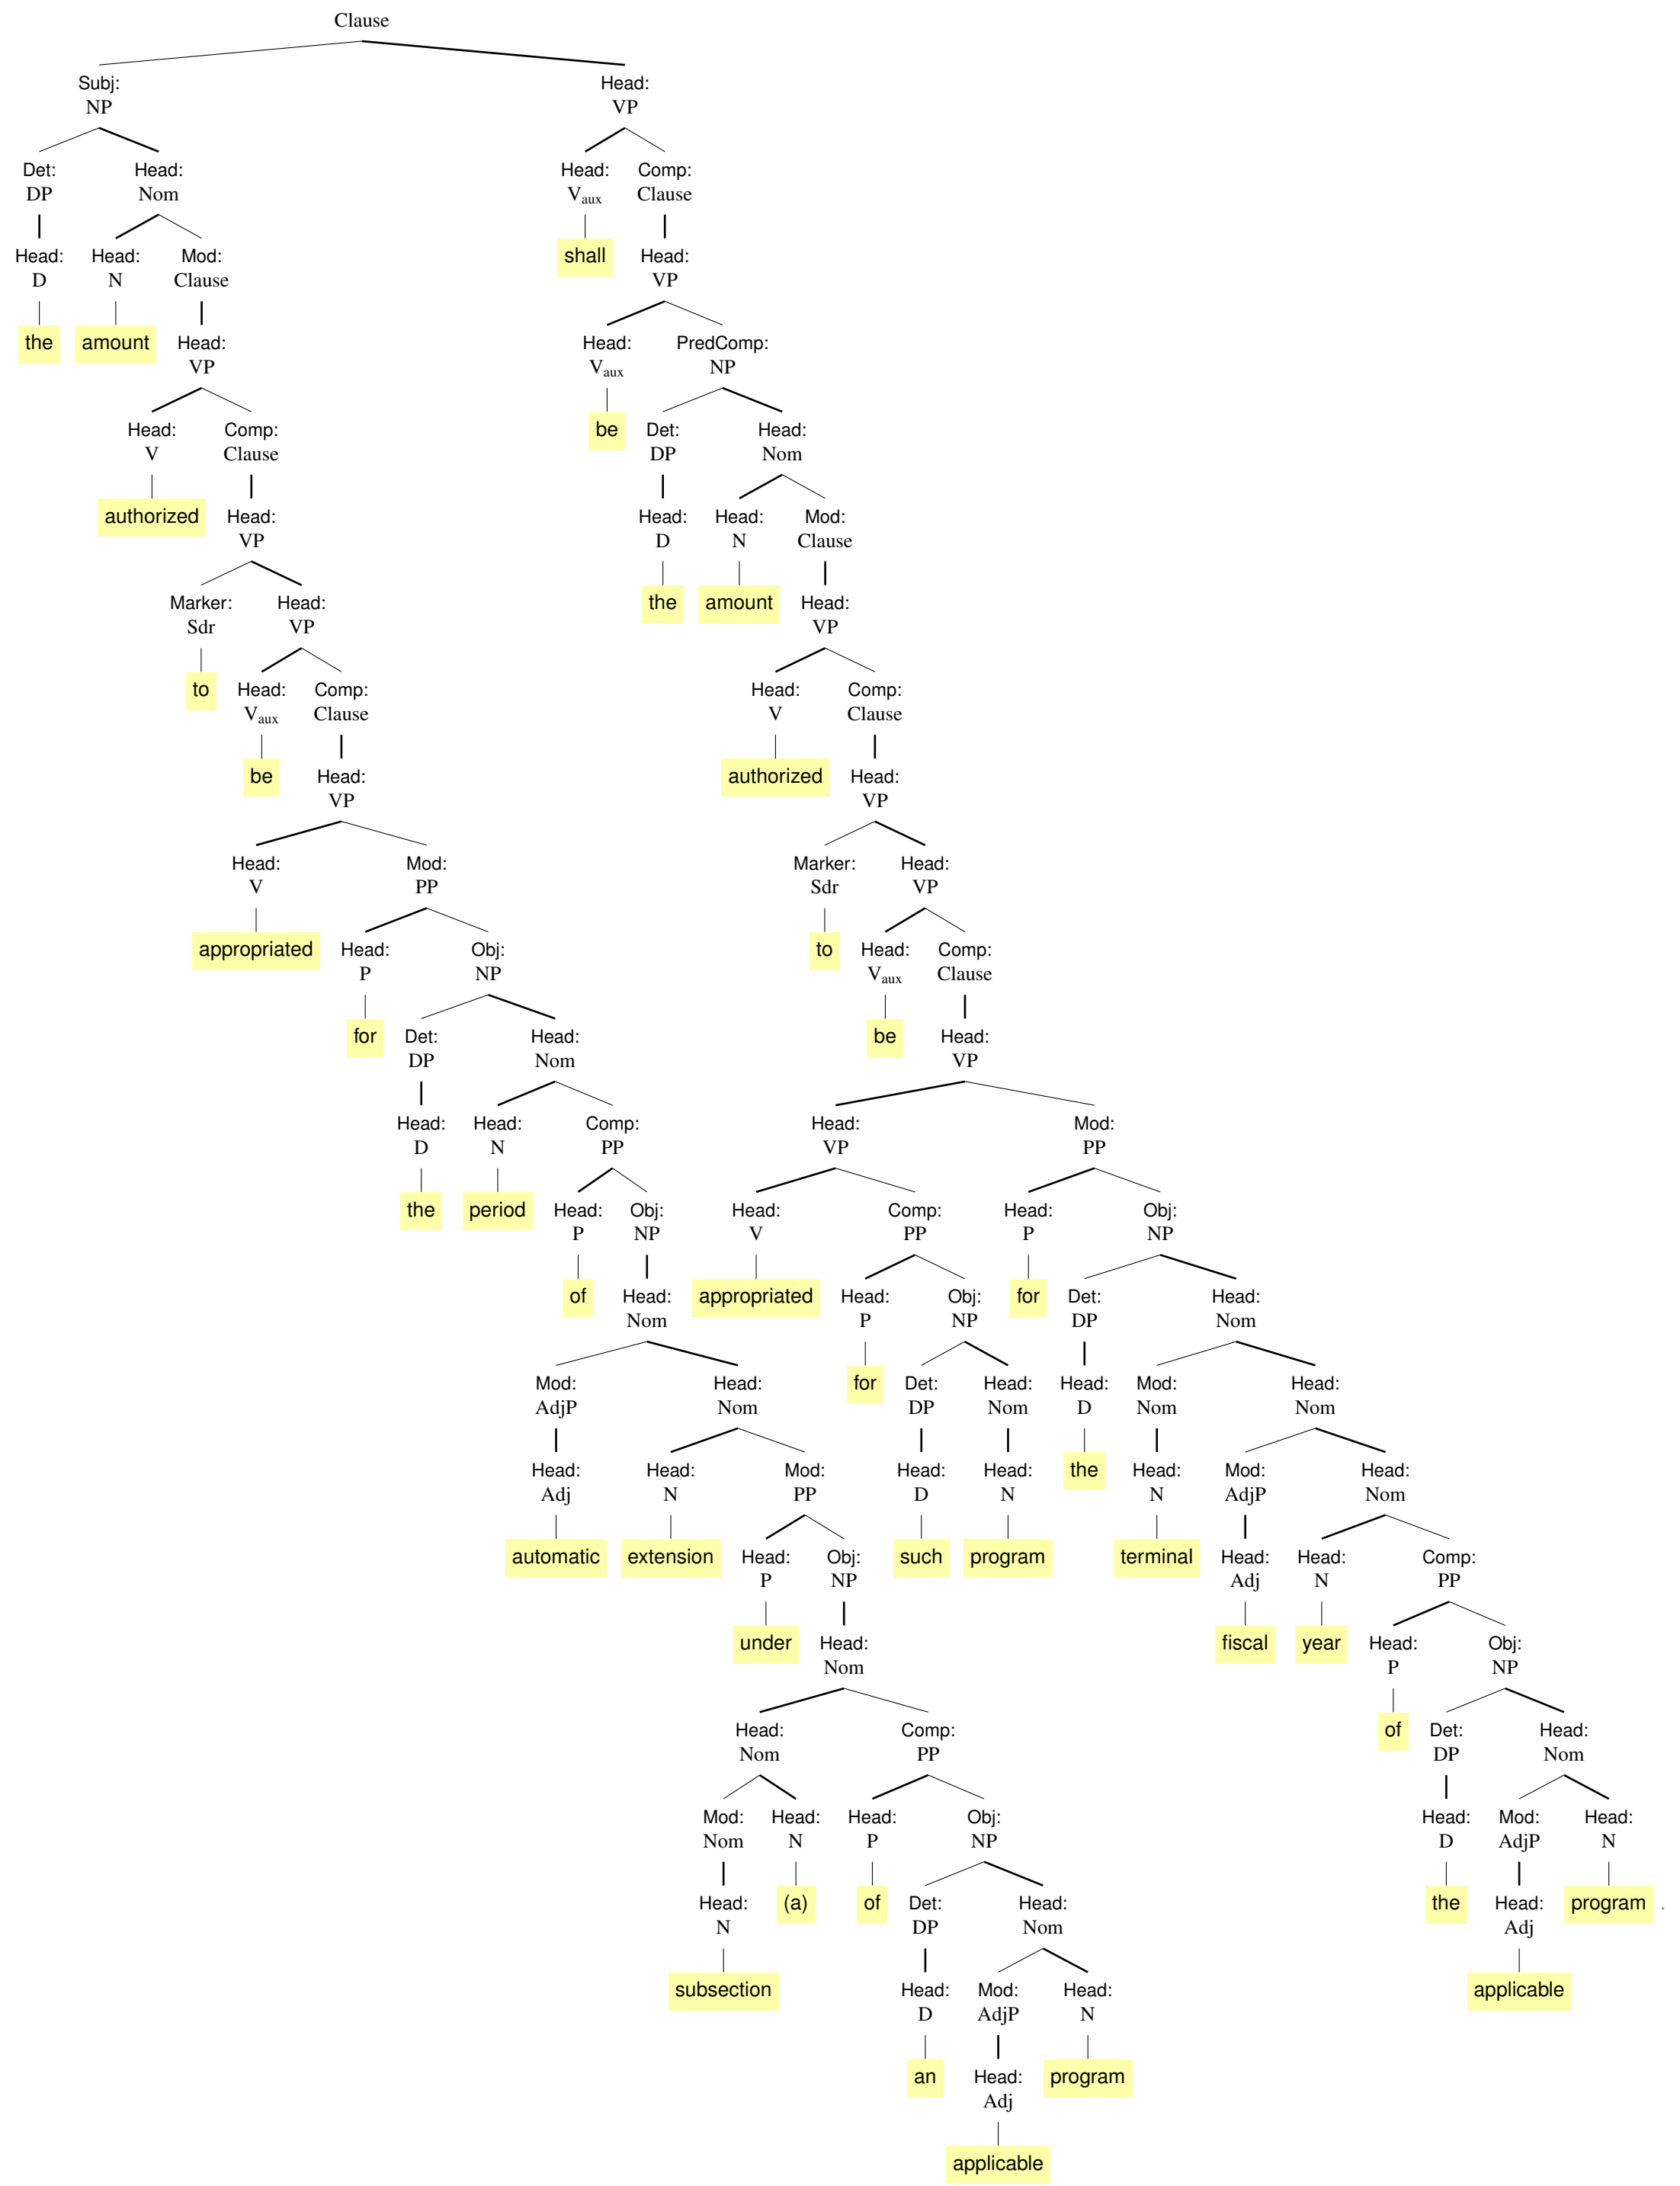 Clause
Subj: Head:
NP VP
Det: Head: Head: Comp:
DP Nom Vaux Clause
Head: Head: Mod: shall Head:
D N Clause VP
the amount Head: Head: PredComp:
VP Vaux NP
Head: Comp: be Det: Head:
V Clause DP Nom
authorized Head: Head: Head: Mod:
VP D N Clause
Marker: Head: the amount Head:
Sdr VP VP
to Head: Comp: Head: Comp:
Vaux Clause V Clause
be Head: authorized Head:
VP VP
Head: Mod: Marker: Head:
V PP Sdr VP
appropriated Head: Obj: to Head: Comp:
P NP Vaux Clause
for Det: Head: be Head:
DP Nom VP
Head: Head: Comp: Head: Mod:
D N PP VP PP
the period Head: Obj: Head: Comp: Head: Obj:
P NP V PP P NP
of Head: appropriated Head: Obj: for Det: Head:
Nom P NP DP Nom
Mod: Head: for Det: Head: Head: Mod: Head:
AdjP Nom DP Nom D Nom Nom
Head: Head: Mod: Head: Head: the Head: Mod: Head:
Adj N PP D N N AdjP Nom
automatic extension Head: Obj: such program terminal Head: Head: Comp:
P NP Adj N PP
under Head: fiscal year Head: Obj:
Nom P NP
Head: Comp: of Det: Head:
Nom PP DP Nom
Mod: Head: Head: Obj: Head: Mod: Head:
Nom N P NP D AdjP N
Head: (a) of Det: Head: the Head: program .
N DP Nom Adj
subsection Head: Mod: Head: applicable
D AdjP N
an Head: program
Adj
applicable